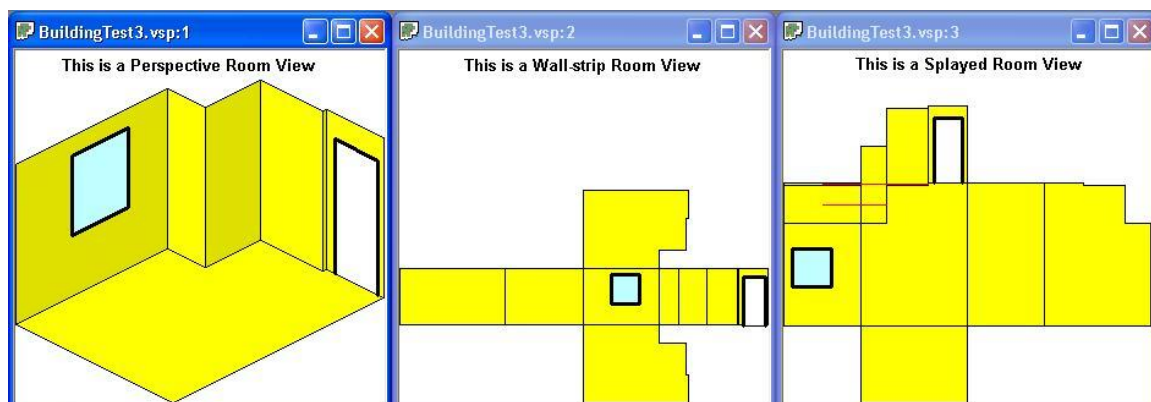 BuildingTest3.vsp:1
This is a Perspective Room View
BuildingTest3.vsp:2
This is a Wall-strip Room View
BuildingTest3.vsp:3
This is a Splayed Room View